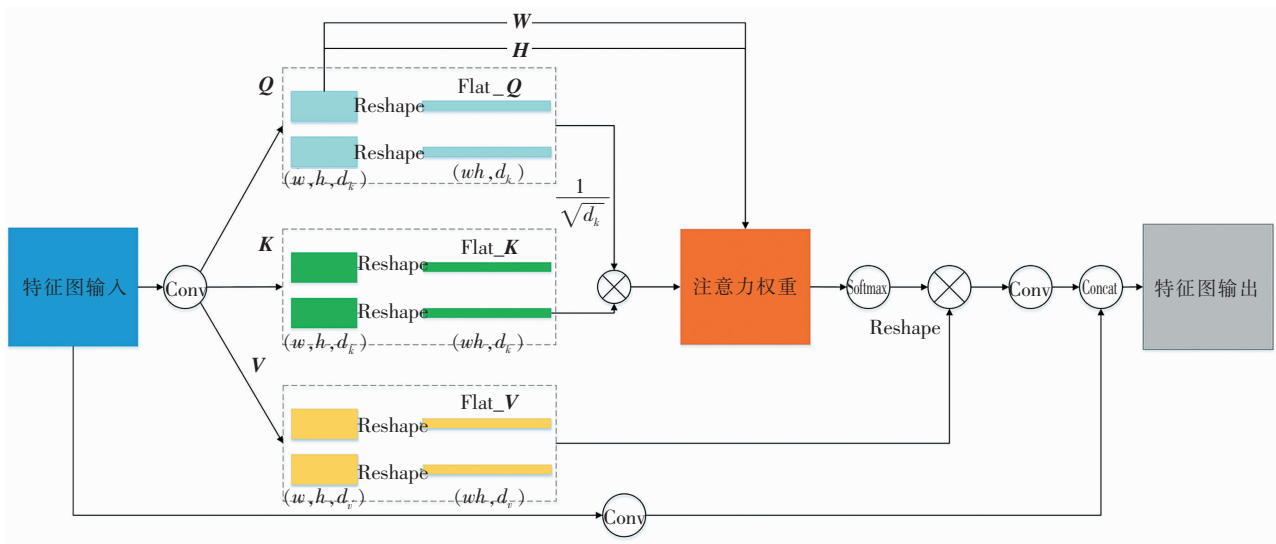 W
H
Q
Flat_Q
Reshape
Reshape
(w,h,d_k)
(wh,d_k)
1/√d_k
K
Flat_K
Reshape
Reshape
(w,h,d_k)
(wh,d_k)
特征图输入
Conv
注意力权重
Softmax
Reshape
Conv
Concat
特征图输出
V
Flat_V
Reshape
Reshape
(w,h,d_v)
(wh,d_v)
Conv